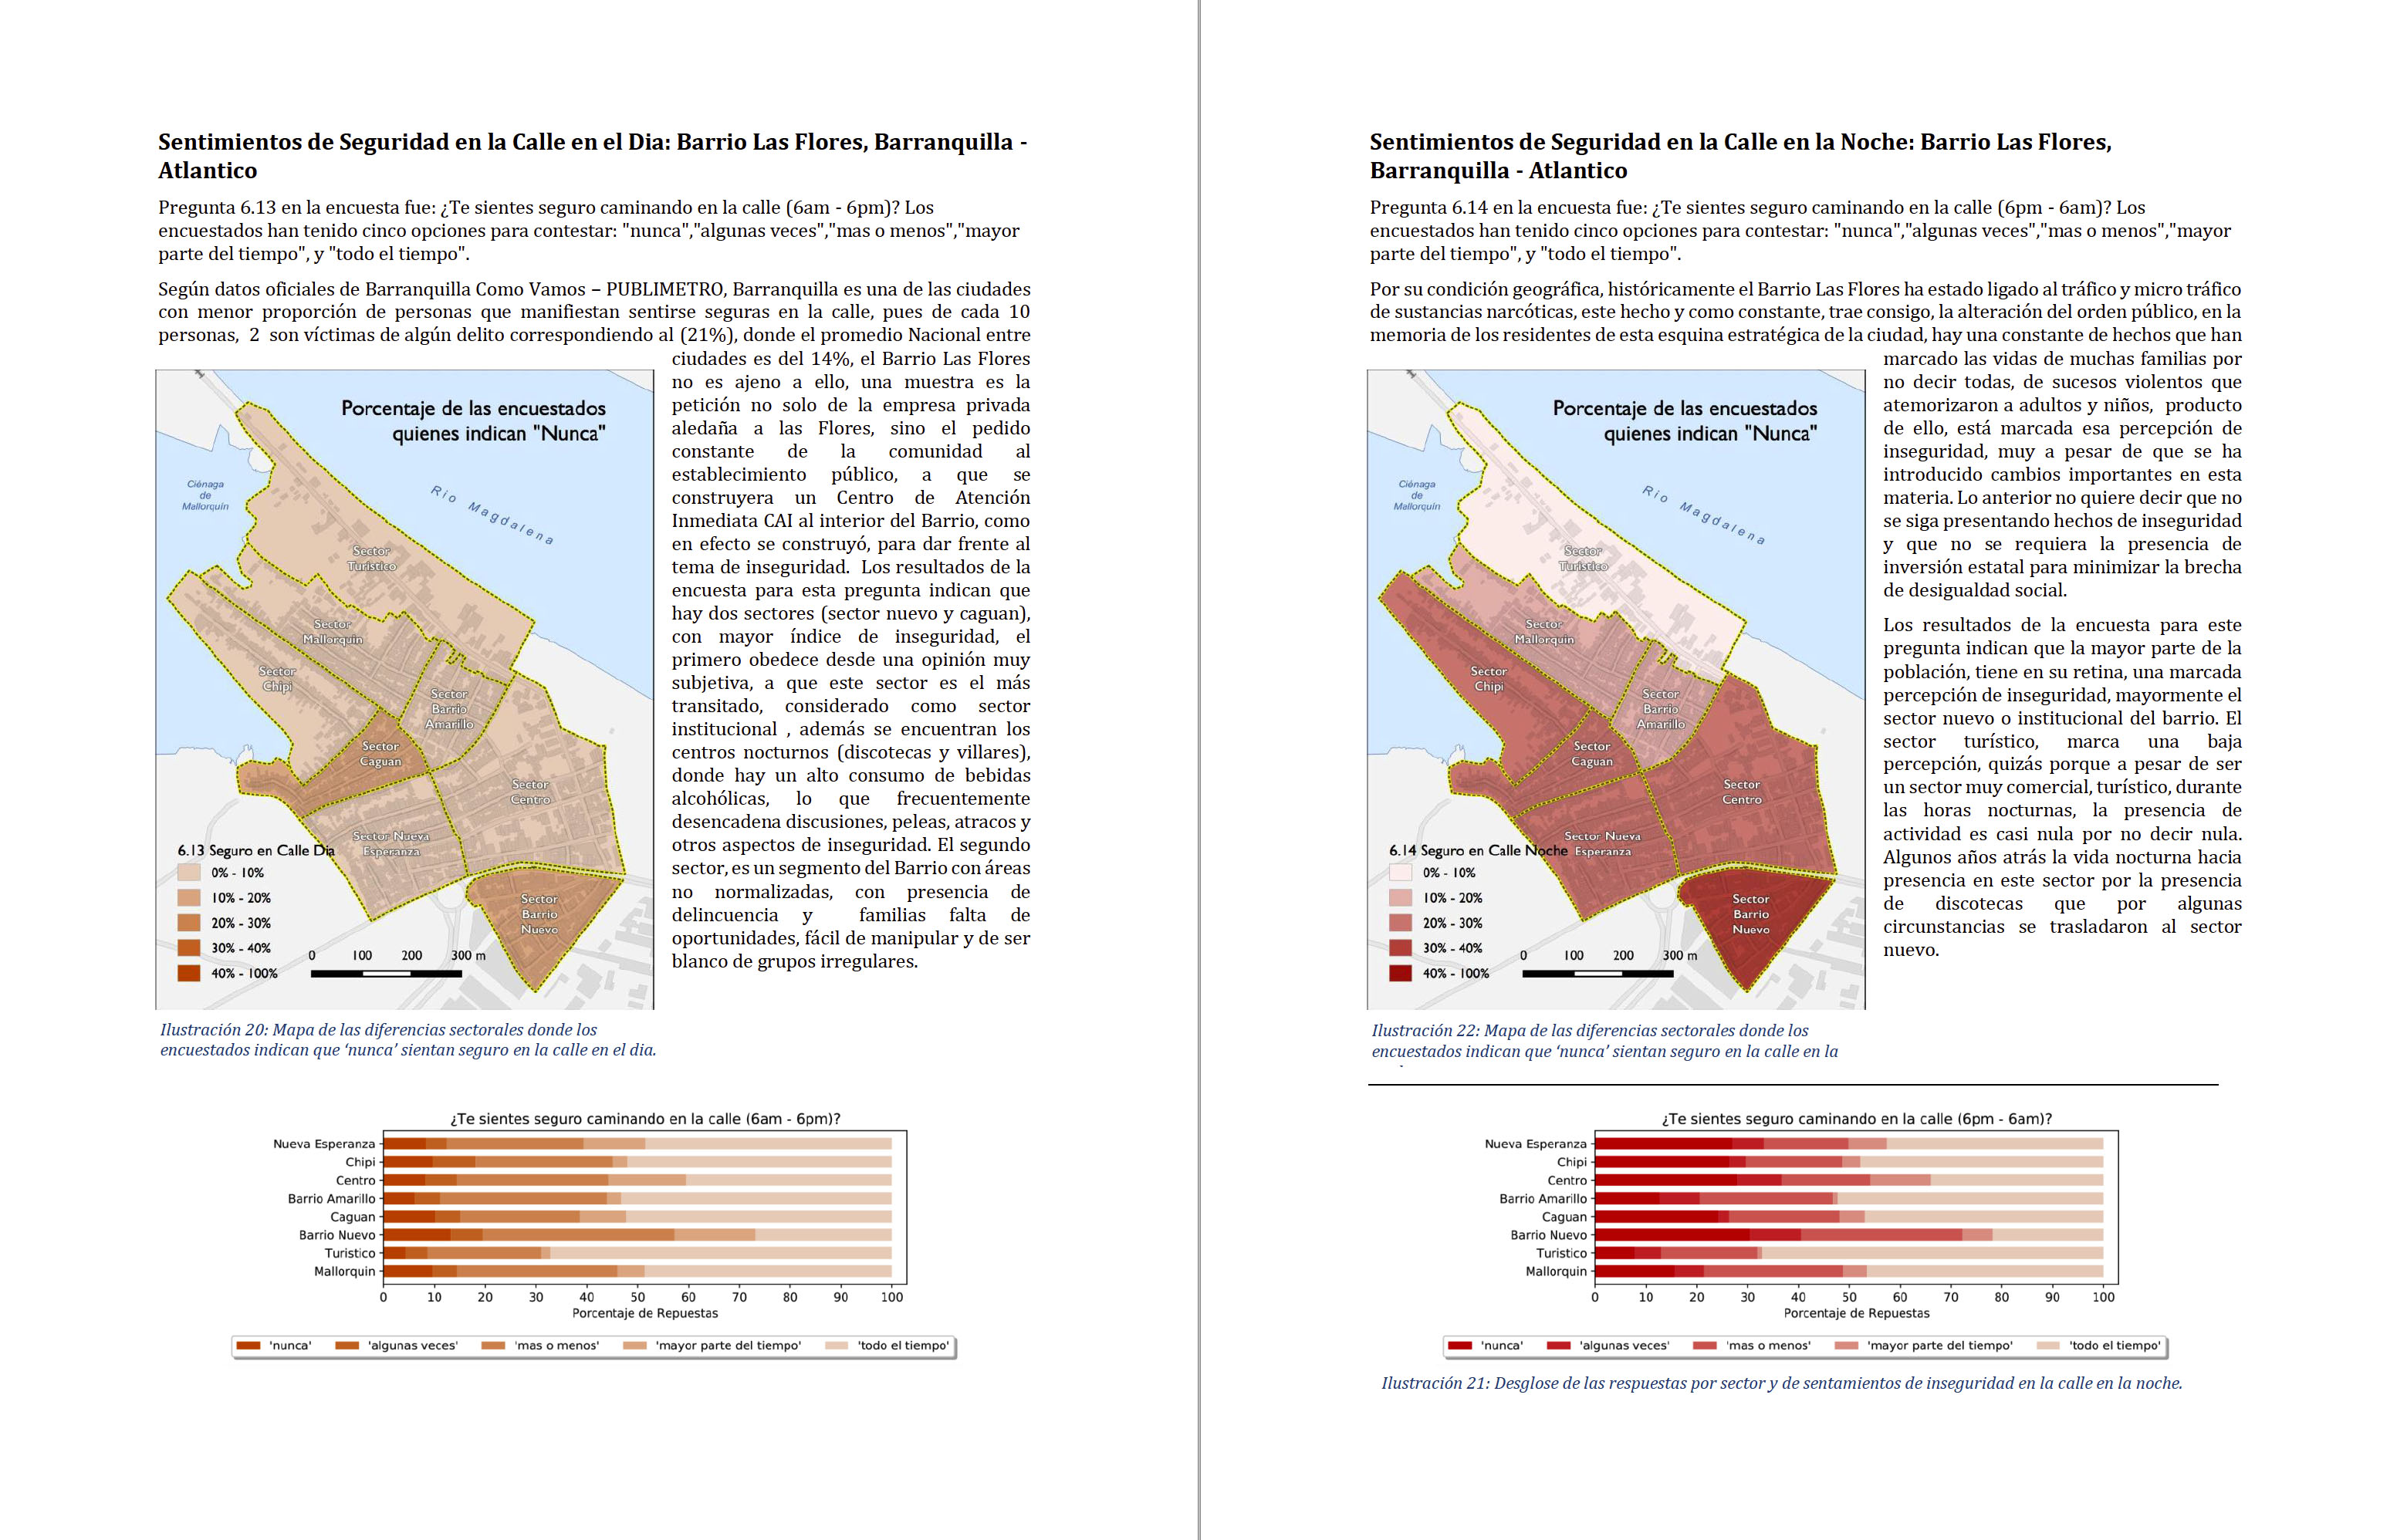 Sentimientos de Seguridad en la Calle en el Dia: Barrio Las Flores, Barranquilla -
Atlantico
Pregunta 6.13 en la encuesta fue: ¿Te sientes seguro caminando en la calle (6am - 6pm)? Los
encuestados han tenido cinco opciones para contestar: "nunca","algunas veces","mas o menos","mayor
parte del tiempo", y "todo el tiempo".
Según datos oficiales de Barranquilla Como Vamos – PUBLIMETRO, Barranquilla es una de las ciudades
con menor proporción de personas que manifiestan sentirse seguras en la calle, pues de cada 10
personas, 2 son víctimas de algún delito correspondiendo al (21%), donde el promedio Nacional entre
ciudades es del 14%, el Barrio Las Flores
no es ajeno a ello, una muestra es la
petición no solo de la empresa privada
aledaña a las Flores, sino el pedido
constante de la comunidad al
establecimiento público, a que se
construyera un Centro de Atención
Inmediata CAI al interior del Barrio, como
en efecto se construyó, para dar frente al
tema de inseguridad. Los resultados de la
encuesta para esta pregunta indican que
hay dos sectores (sector nuevo y caguan),
con mayor índice de inseguridad, el
primero obedece desde una opinión muy
subjetiva, a que este sector es el más
transitado, considerado como sector
institucional , además se encuentran los
centros nocturnos (discotecas y villares),
donde hay un alto consumo de bebidas
alcohólicas, lo que frecuentemente
desencadena discusiones, peleas, atracos y
otros aspectos de inseguridad. El segundo
sector, es un segmento del Barrio con áreas
no normalizadas, con presencia de
delincuencia y familias falta de
oportunidades, fácil de manipular y de ser
blanco de grupos irregulares.
Porcentaje de las encuestados
quienes indican "Nunca"
Ciénaga
de
Mallorquín
Río Magdalena
Sector
Turístico
Sector
Mallorquin
Sector
Chipi
Sector
Barrio
Amarillo
Sector
Caguan
Sector
Centro
Sector Nueva
Esperanza
Sector
Barrio
Nuevo
6.13 Seguro en Calle Dia
0% - 10%
10% - 20%
20% - 30%
30% - 40%
40% - 100%
0 100 200 300 m
Ilustración 20: Mapa de las diferencias sectorales donde los
encuestados indican que ‘nunca’ sientan seguro en la calle en el dia.
¿Te sientes seguro caminando en la calle (6am - 6pm)?
Nueva Esperanza
Chipi
Centro
Barrio Amarillo
Caguan
Barrio Nuevo
Turistico
Mallorquin
0 10 20 30 40 50 60 70 80 90 100
Porcentaje de Repuestas
'nunca' 'algunas veces' 'mas o menos' 'mayor parte del tiempo' 'todo el tiempo'
Sentimientos de Seguridad en la Calle en la Noche: Barrio Las Flores,
Barranquilla - Atlantico
Pregunta 6.14 en la encuesta fue: ¿Te sientes seguro caminando en la calle (6pm - 6am)? Los
encuestados han tenido cinco opciones para contestar: "nunca","algunas veces","mas o menos","mayor
parte del tiempo", y "todo el tiempo".
Por su condición geográfica, históricamente el Barrio Las Flores ha estado ligado al tráfico y micro tráfico
de sustancias narcóticas, este hecho y como constante, trae consigo, la alteración del orden público, en la
memoria de los residentes de esta esquina estratégica de la ciudad, hay una constante de hechos que han
marcado las vidas de muchas familias por
no decir todas, de sucesos violentos que
atemorizaron a adultos y niños, producto
de ello, está marcada esa percepción de
inseguridad, muy a pesar de que se ha
introducido cambios importantes en esta
materia. Lo anterior no quiere decir que no
se siga presentando hechos de inseguridad
y que no se requiera la presencia de
inversión estatal para minimizar la brecha
de desigualdad social.
Los resultados de la encuesta para este
pregunta indican que la mayor parte de la
población, tiene en su retina, una marcada
percepción de inseguridad, mayormente el
sector nuevo o institucional del barrio. El
sector turístico, marca una baja
percepción, quizás porque a pesar de ser
un sector muy comercial, turístico, durante
las horas nocturnas, la presencia de
actividad es casi nula por no decir nula.
Algunos años atrás la vida nocturna hacia
presencia en este sector por la presencia
de discotecas que por algunas
circunstancias se trasladaron al sector
nuevo.
Porcentaje de las encuestados
quienes indican "Nunca"
Ciénaga
de
Mallorquín
Río Magdalena
Sector
Turistico
Sector
Mallorquin
Sector
Chipi
Sector
Barrio
Amarillo
Sector
Caguan
Sector
Centro
Sector Nueva
Esperanza
Sector
Barrio
Nuevo
6.14 Seguro en Calle Noche
0% - 10%
10% - 20%
20% - 30%
30% - 40%
40% - 100%
0 100 200 300 m
Ilustración 22: Mapa de las diferencias sectorales donde los
encuestados indican que ‘nunca’ sientan seguro en la calle en la
¿Te sientes seguro caminando en la calle (6pm - 6am)?
Nueva Esperanza
Chipi
Centro
Barrio Amarillo
Caguan
Barrio Nuevo
Turistico
Mallorquin
0 10 20 30 40 50 60 70 80 90 100
Porcentaje de Repuestas
'nunca' 'algunas veces' 'mas o menos' 'mayor parte del tiempo' 'todo el tiempo'
Ilustración 21: Desglose de las respuestas por sector y de sentamientos de inseguridad en la calle en la noche.